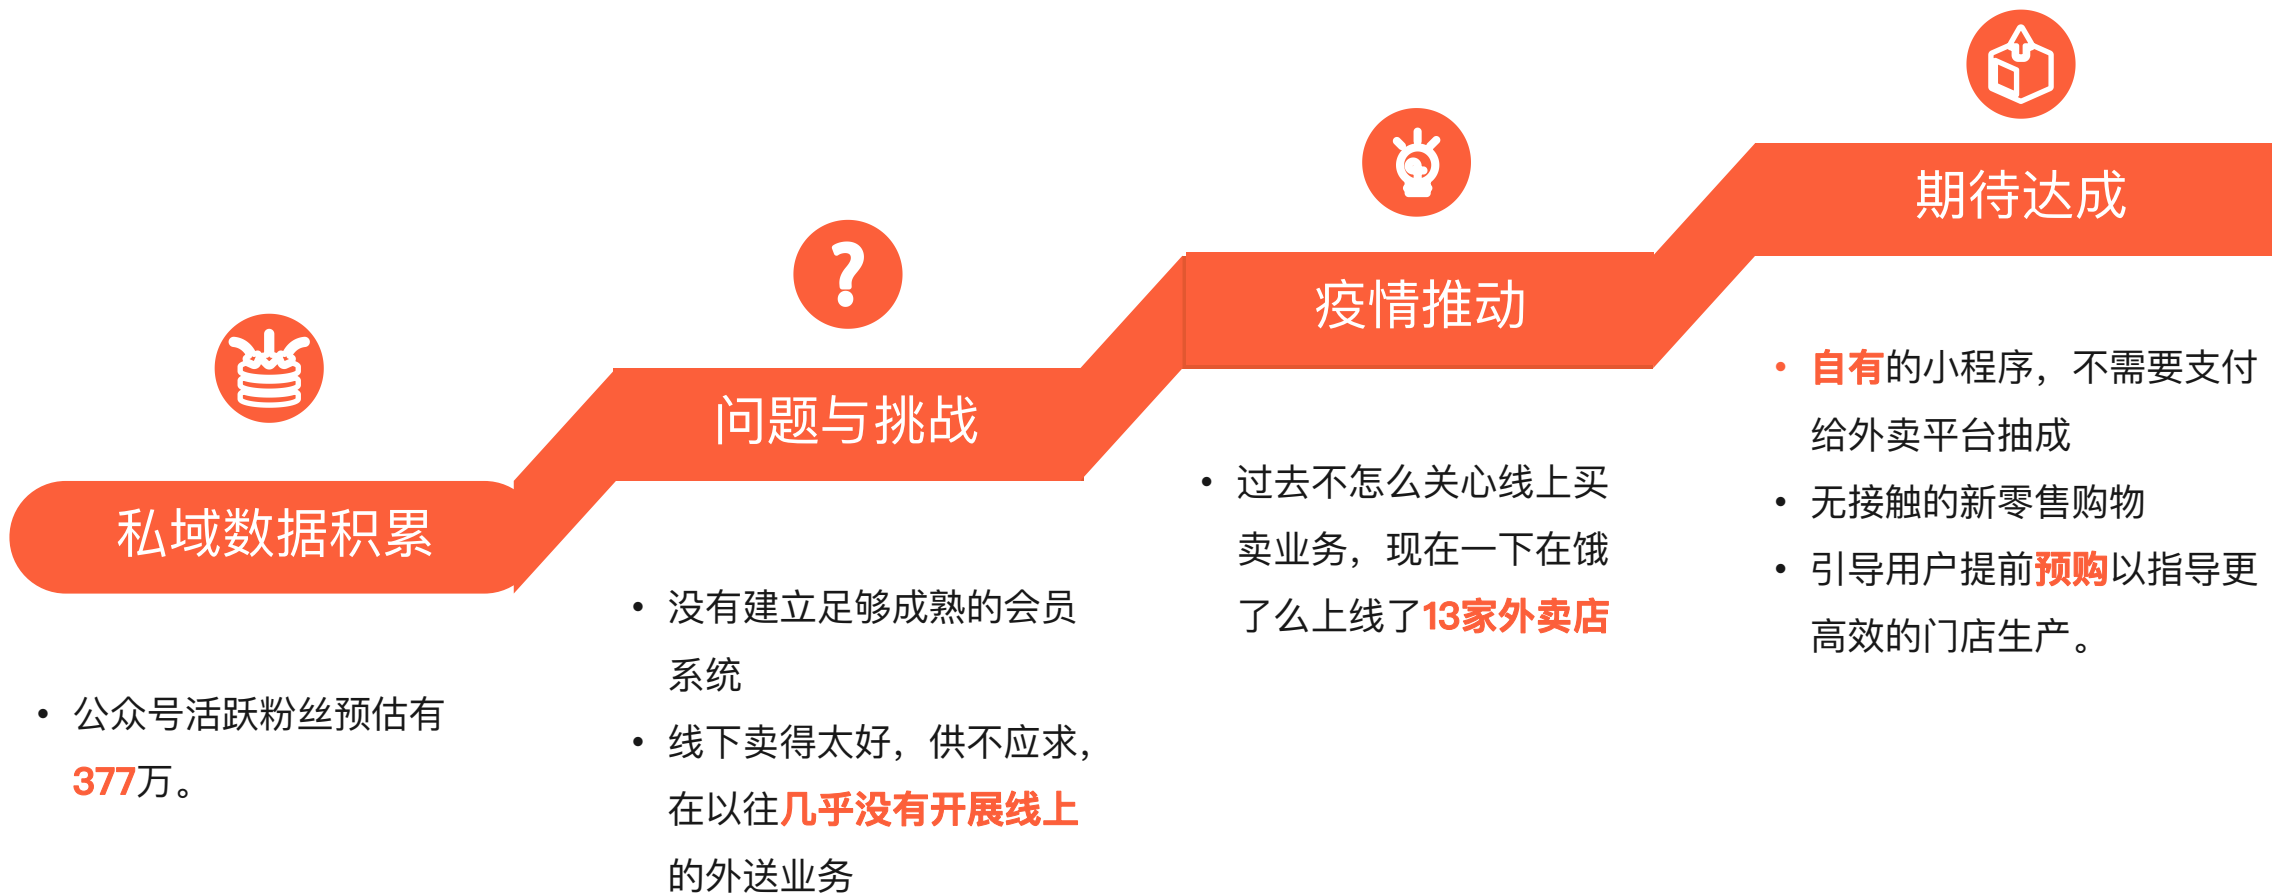 私域数据积累
• 公众号活跃粉丝预估有
377万。
问题与挑战
• 没有建立足够成熟的会员
系统
• 线下卖得太好，供不应求，
在以往几乎没有开展线上
的外送业务
疫情推动
• 过去不怎么关心线上买
卖业务，现在一下在饿
了么上线了13家外卖店
期待达成
• 自有的小程序，不需要支付
给外卖平台抽成
• 无接触的新零售购物
• 引导用户提前预购以指导更
高效的门店生产。